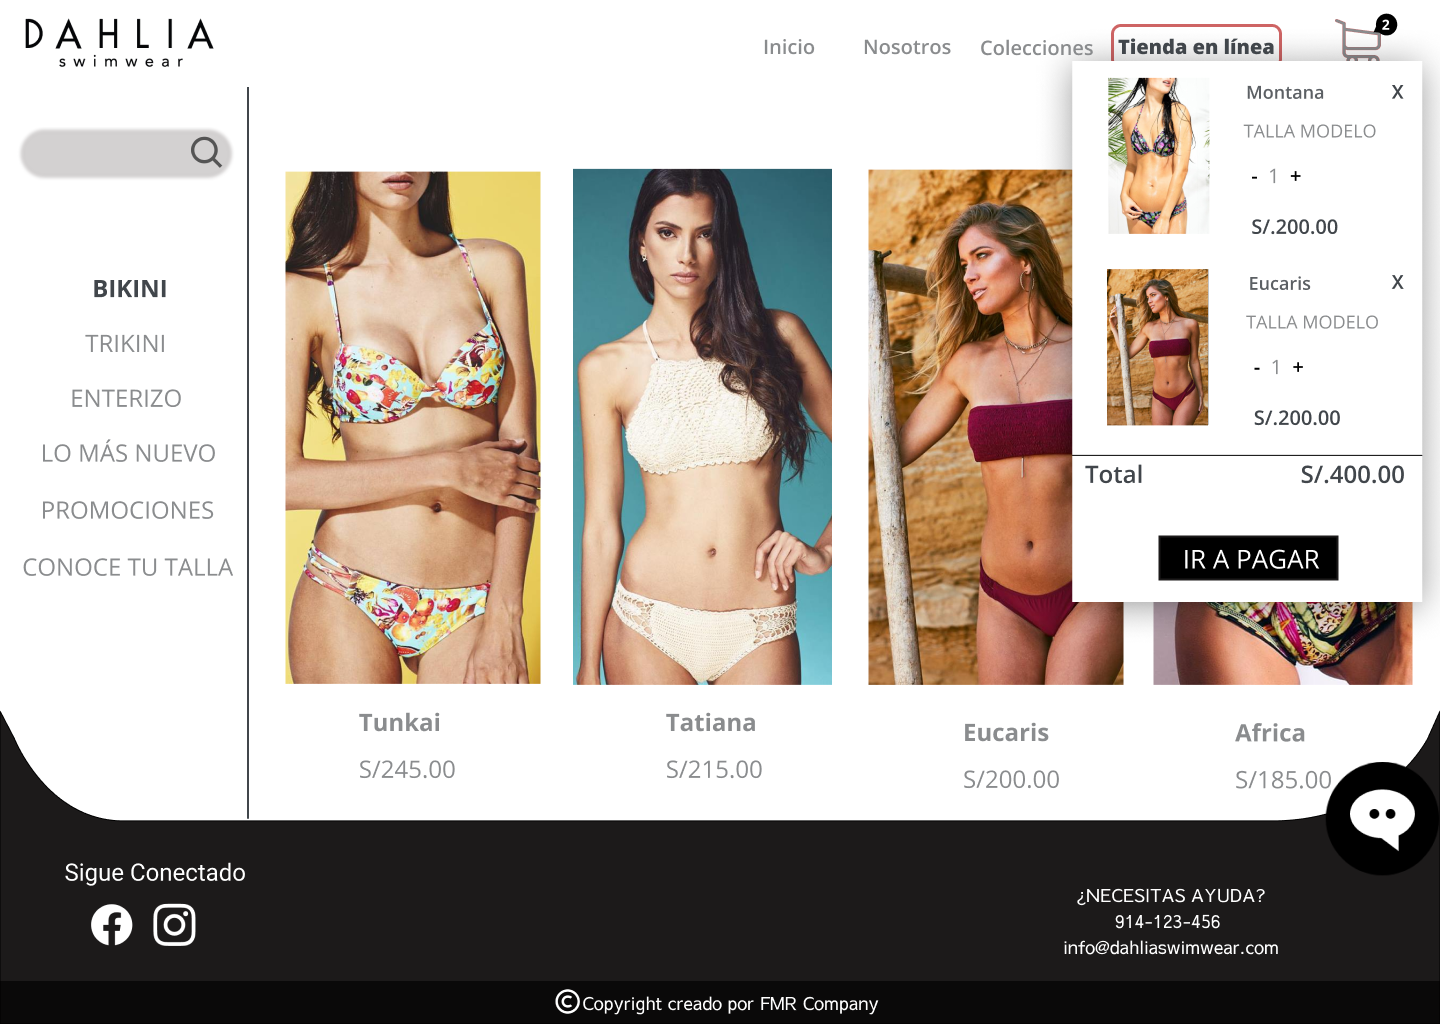 DAHLIA
swimwear
Inicio
Nosotros
Colecciones
Tienda en línea
2
BIKINI
TRIKINI
ENTERIZO
LO MÁS NUEVO
PROMOCIONES
CONOCE TU TALLA
Montana X
TALLA MODELO
- 1 +
S/.200.00
Eucaris X
TALLA MODELO
- 1 +
S/.200.00
Total S/.400.00
IR A PAGAR
Tunkai
S/245.00
Tatiana
S/215.00
Eucaris
S/200.00
Africa
S/185.00
Sigue Conectado
¿NECESITAS AYUDA?
914-123-456
info@dahliaswimwear.com
©Copyright creado por FMR Company